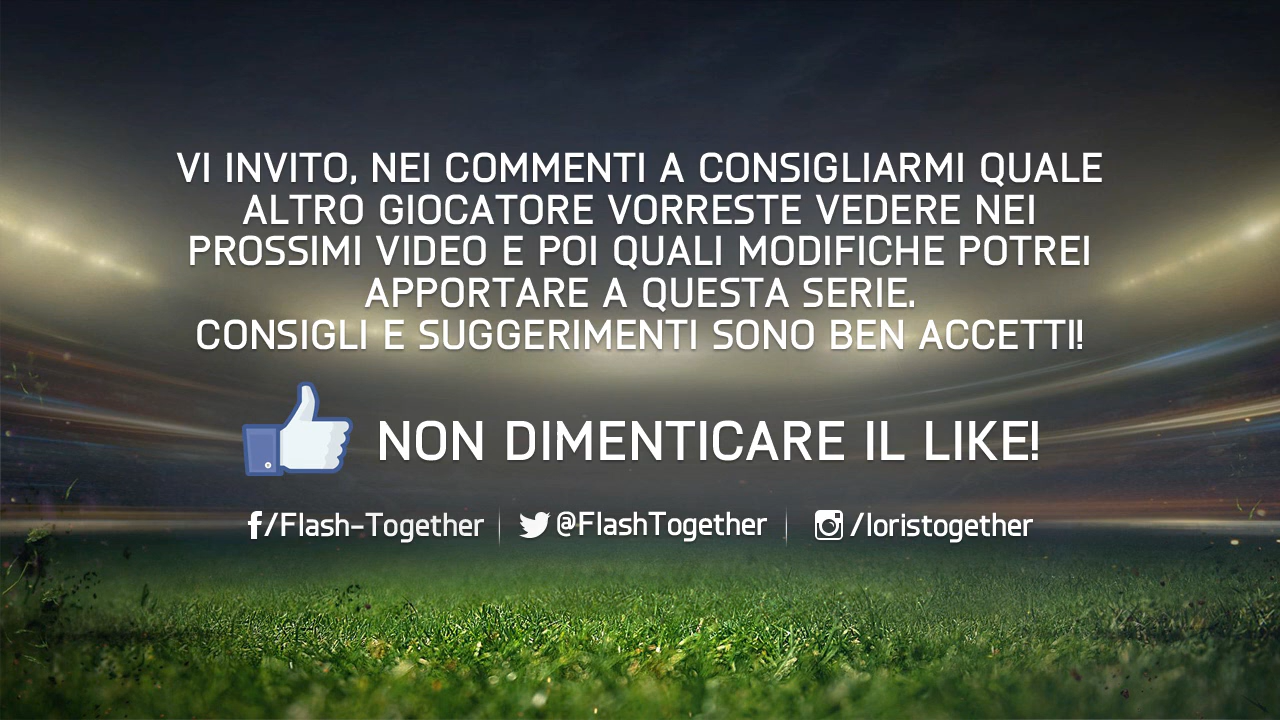 VI INVITO, NEI COMMENTI A CONSIGLIARMI QUALE
ALTRO GIOCATORE VORRESTE VEDERE NEI
PROSSIMI VIDEO E POI QUALI MODIFICHE POTREI
APPORTARE A QUESTA SERIE.
CONSIGLI E SUGGERIMENTI SONO BEN ACCETTI!
NON DIMENTICARE IL LIKE!
f/Flash-Together @FlashTogether /loristogether